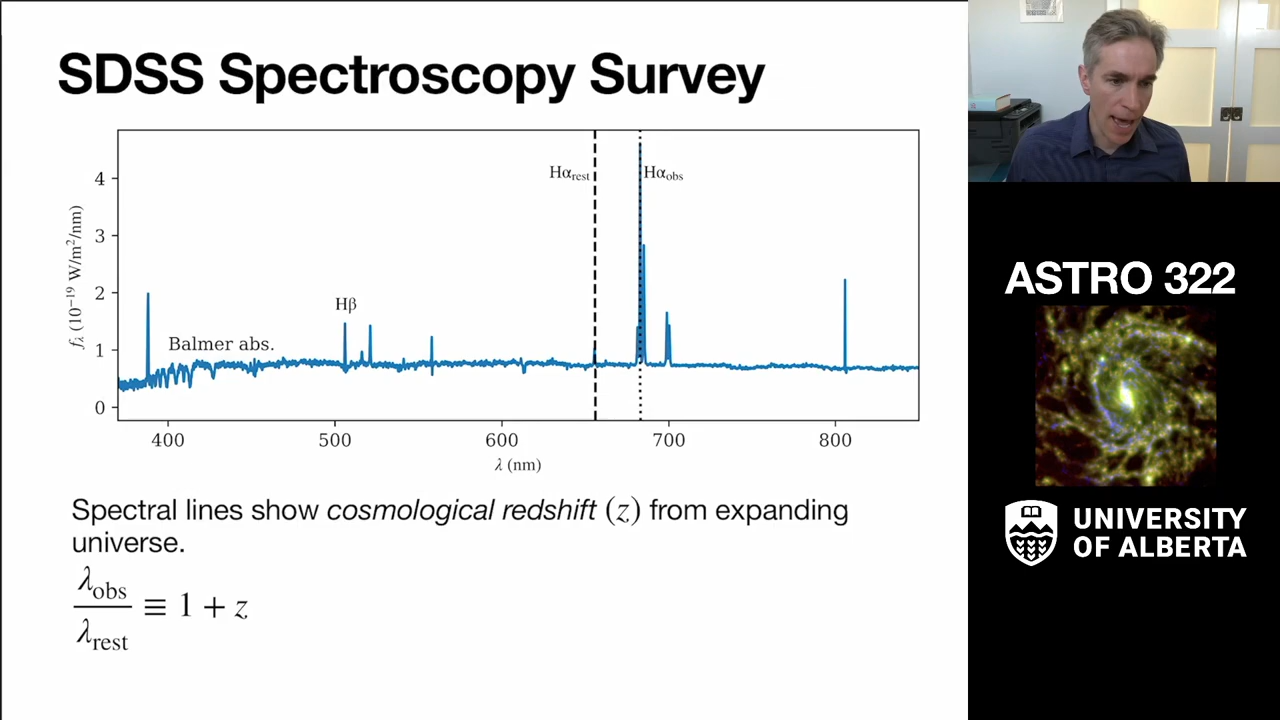 SDSS Spectroscopy Survey
fλ (10⁻¹⁹ W/m²/nm)
4
3
2
1
0
Hα_rest
Hα_obs
Hβ
Balmer abs.
400 500 600 700 800
λ (nm)
Spectral lines show cosmological redshift (z) from expanding
universe.
λ_obs / λ_rest ≡ 1 + z
ASTRO 322
UNIVERSITY
OF ALBERTA